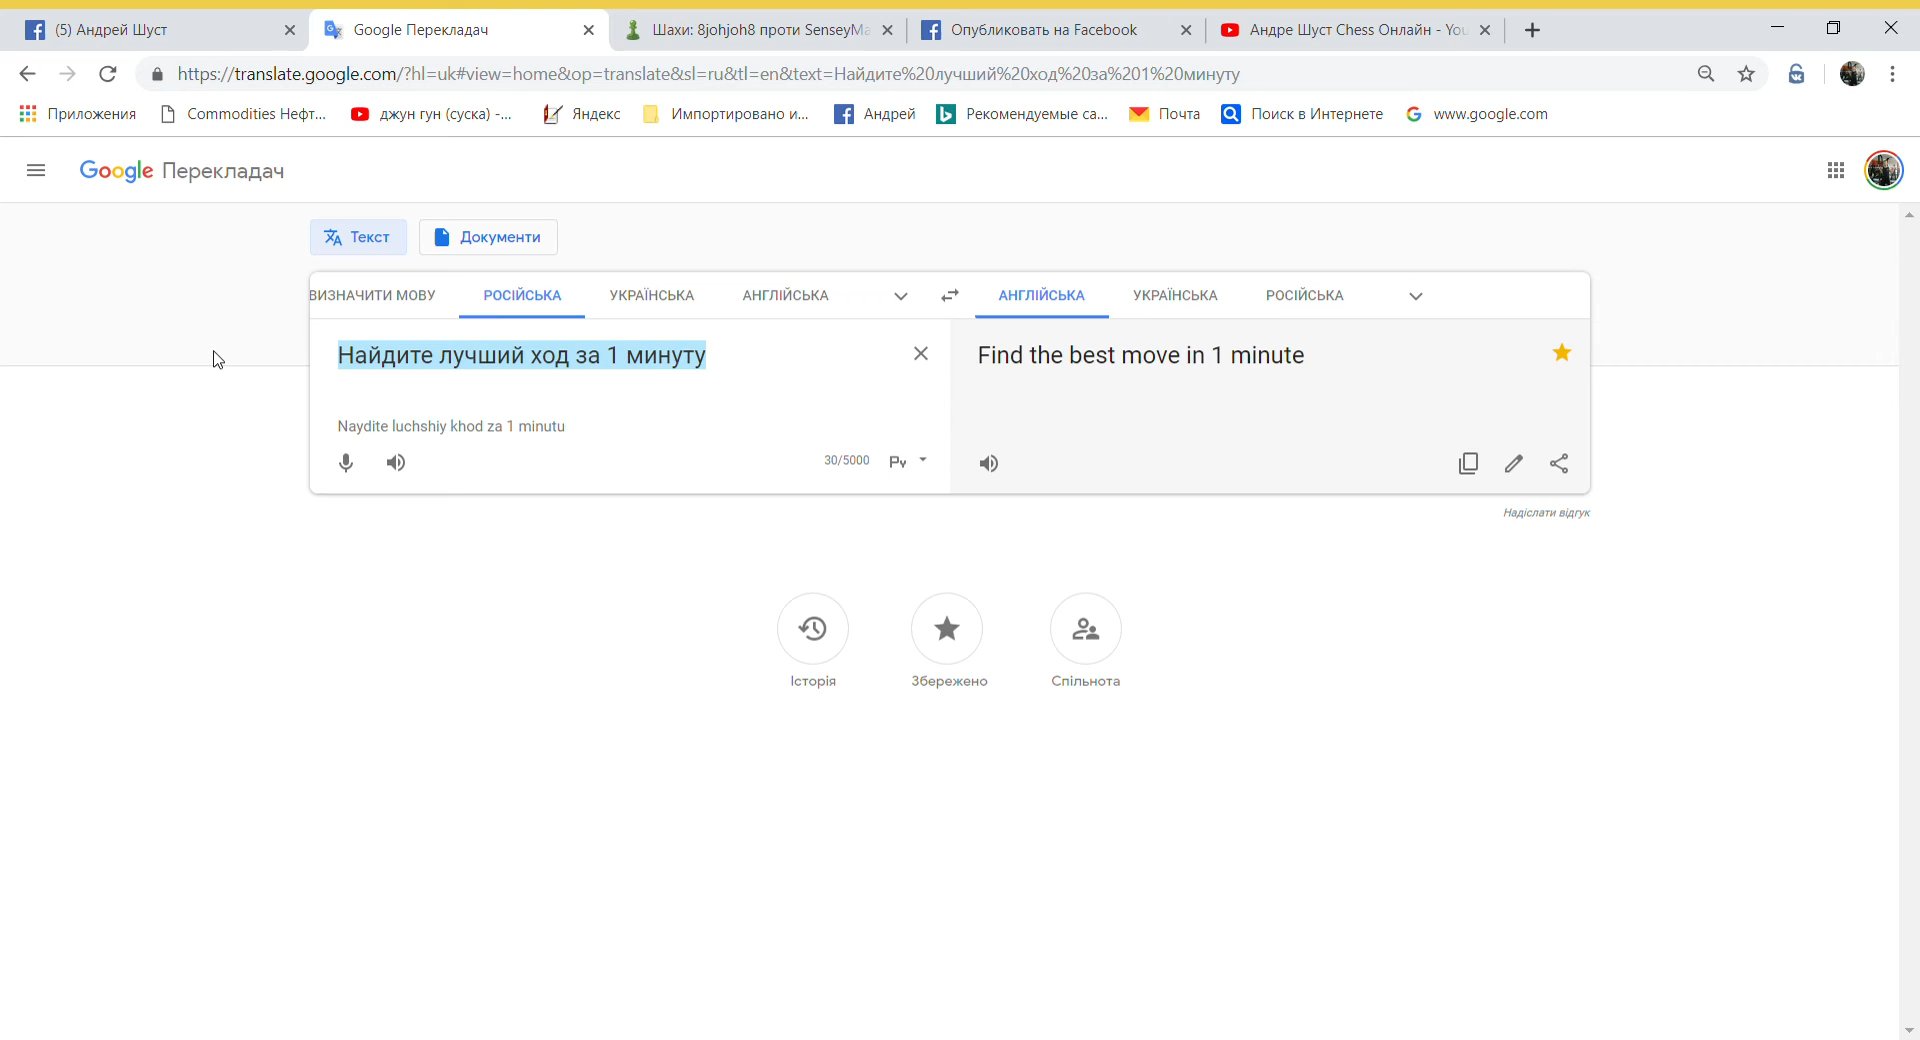 (5) Андрей Шуст
Google Перекладач
Шахи: 8johjoh8 проти SenseyMa
Опубликовать на Facebook
Андре Шуст Chess Онлайн - You
https://translate.google.com/?hl=uk#view=home&op=translate&sl=ru&tl=en&text=Найдите%20лучший%20ход%20за%201%20минуту
Приложения
Commodities Нефт...
джун гун (суска) -...
Яндекс
Импортировано и...
Андрей
Рекомендуемые са...
Почта
Поиск в Интернете
www.google.com
Google Перекладач
Текст
Документи
ВИЗНАЧИТИ МОВУ
РОСІЙСЬКА
УКРАЇНСЬКА
АНГЛІЙСЬКА
АНГЛІЙСЬКА
УКРАЇНСЬКА
РОСІЙСЬКА
Найдите лучший ход за 1 минуту
Find the best move in 1 minute
Naydite luchshiy khod za 1 minutu
30/5000
Ру
Надіслати відгук
Історія
Збережено
Спільнота